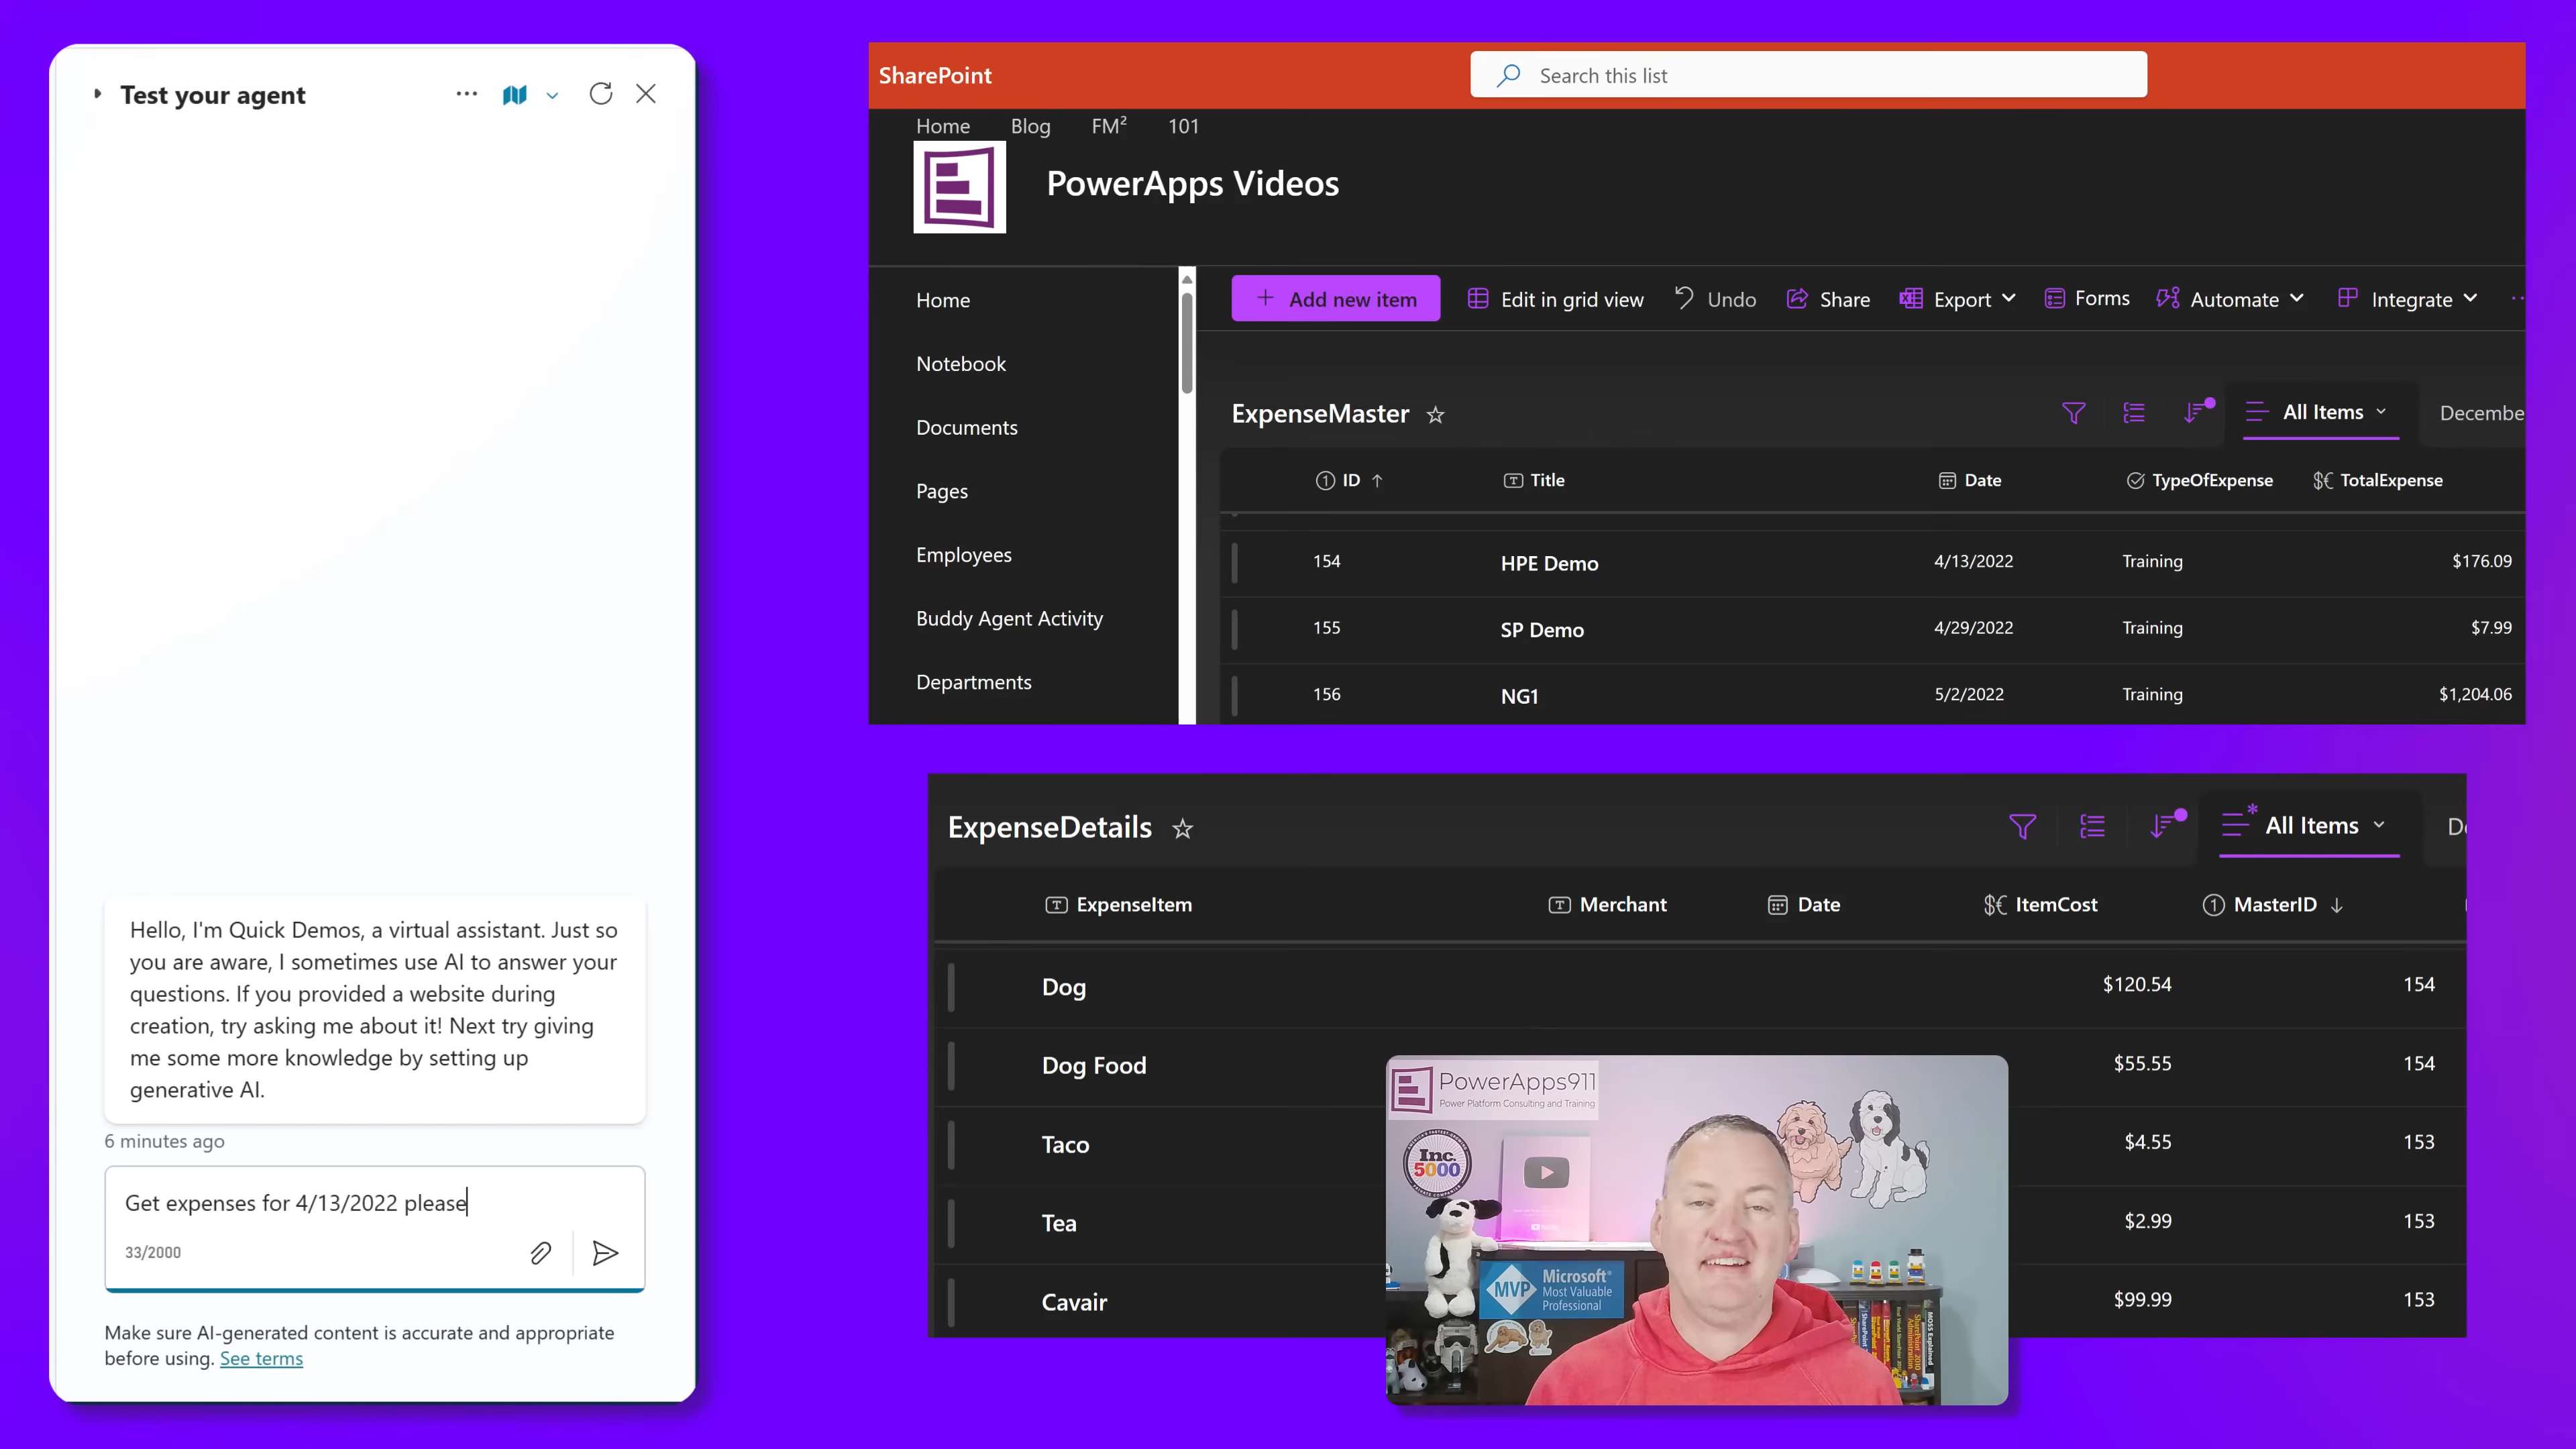 Test your agent
Hello, I'm Quick Demos, a virtual assistant. Just so
you are aware, I sometimes use AI to answer your
questions. If you provided a website during
creation, try asking me about it! Next try giving
me some more knowledge by setting up
generative AI.
6 minutes ago
Get expenses for 4/13/2022 please
33/2000
Make sure AI-generated content is accurate and appropriate
before using. See terms
SharePoint
Search this list
Home Blog FM² 101
PowerApps Videos
Home
Notebook
Documents
Pages
Employees
Buddy Agent Activity
Departments
Add new item Edit in grid view Undo Share Export Forms Automate Integrate
ExpenseMaster All Items Decembe
ID Title Date TypeOfExpense TotalExpense
154 HPE Demo 4/13/2022 Training $176.09
155 SP Demo 4/29/2022 Training $7.99
156 NG1 5/2/2022 Training $1,204.06
ExpenseDetails All Items
ExpenseItem Merchant Date ItemCost MasterID
Dog $120.54 154
Dog Food $55.55 154
Taco $4.55 153
Tea $2.99 153
Cavair $99.99 153
PowerApps911
Power Platform Consulting and Training
Inc.
5000
MVP
Microsoft®
Most Valuable
Professional